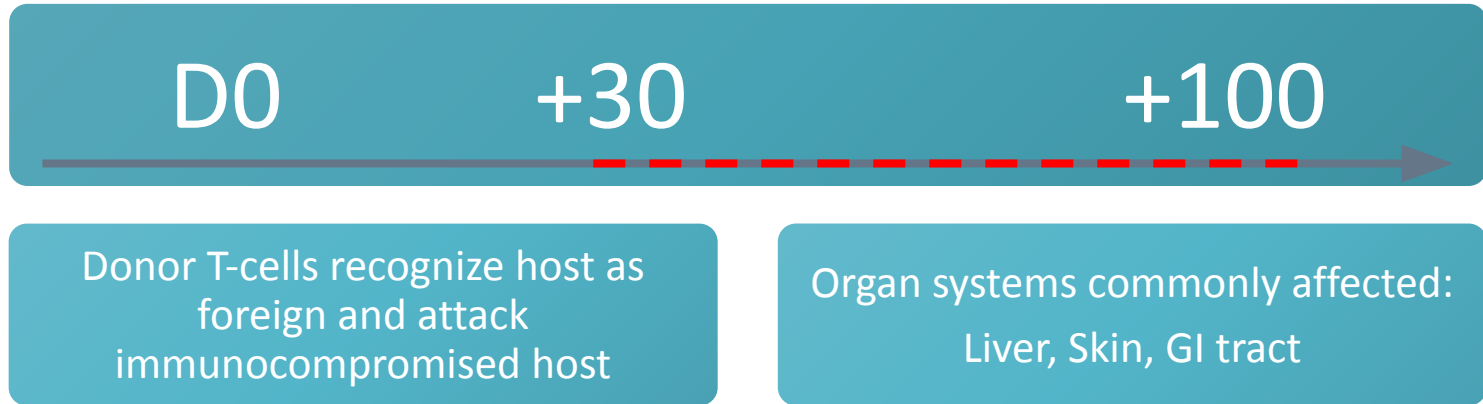 D0 +30 +100
Donor T-cells recognize host as
foreign and attack
immunocompromised host
Organ systems commonly affected:
Liver, Skin, GI tract